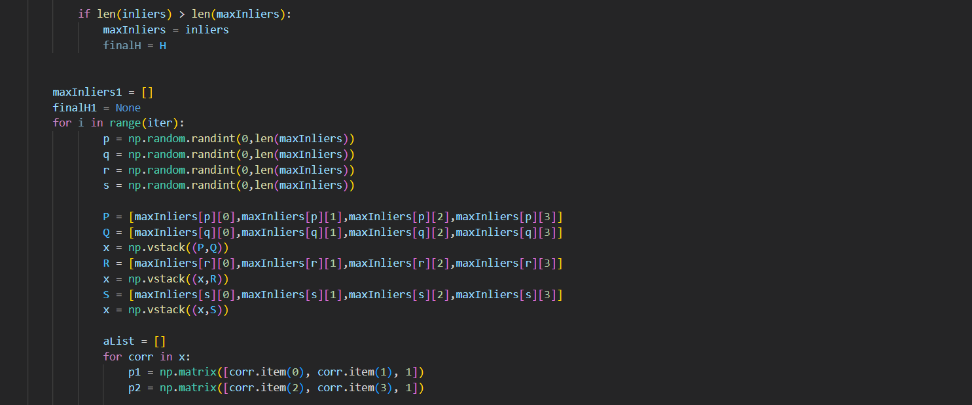 if len(inliers) > len(maxInliers):
maxInliers = inliers
finalH = H
maxInliers1 = []
finalH1 = None
for i in range(iter):
p = np.random.randint(0,len(maxInliers))
q = np.random.randint(0,len(maxInliers))
r = np.random.randint(0,len(maxInliers))
s = np.random.randint(0,len(maxInliers))
P = [maxInliers[p][0],maxInliers[p][1],maxInliers[p][2],maxInliers[p][3]]
Q = [maxInliers[q][0],maxInliers[q][1],maxInliers[q][2],maxInliers[q][3]]
x = np.vstack((P,Q))
R = [maxInliers[r][0],maxInliers[r][1],maxInliers[r][2],maxInliers[r][3]]
x = np.vstack((x,R))
S = [maxInliers[s][0],maxInliers[s][1],maxInliers[s][2],maxInliers[s][3]]
x = np.vstack((x,S))
aList = []
for corr in x:
p1 = np.matrix([corr.item(0), corr.item(1), 1])
p2 = np.matrix([corr.item(2), corr.item(3), 1])